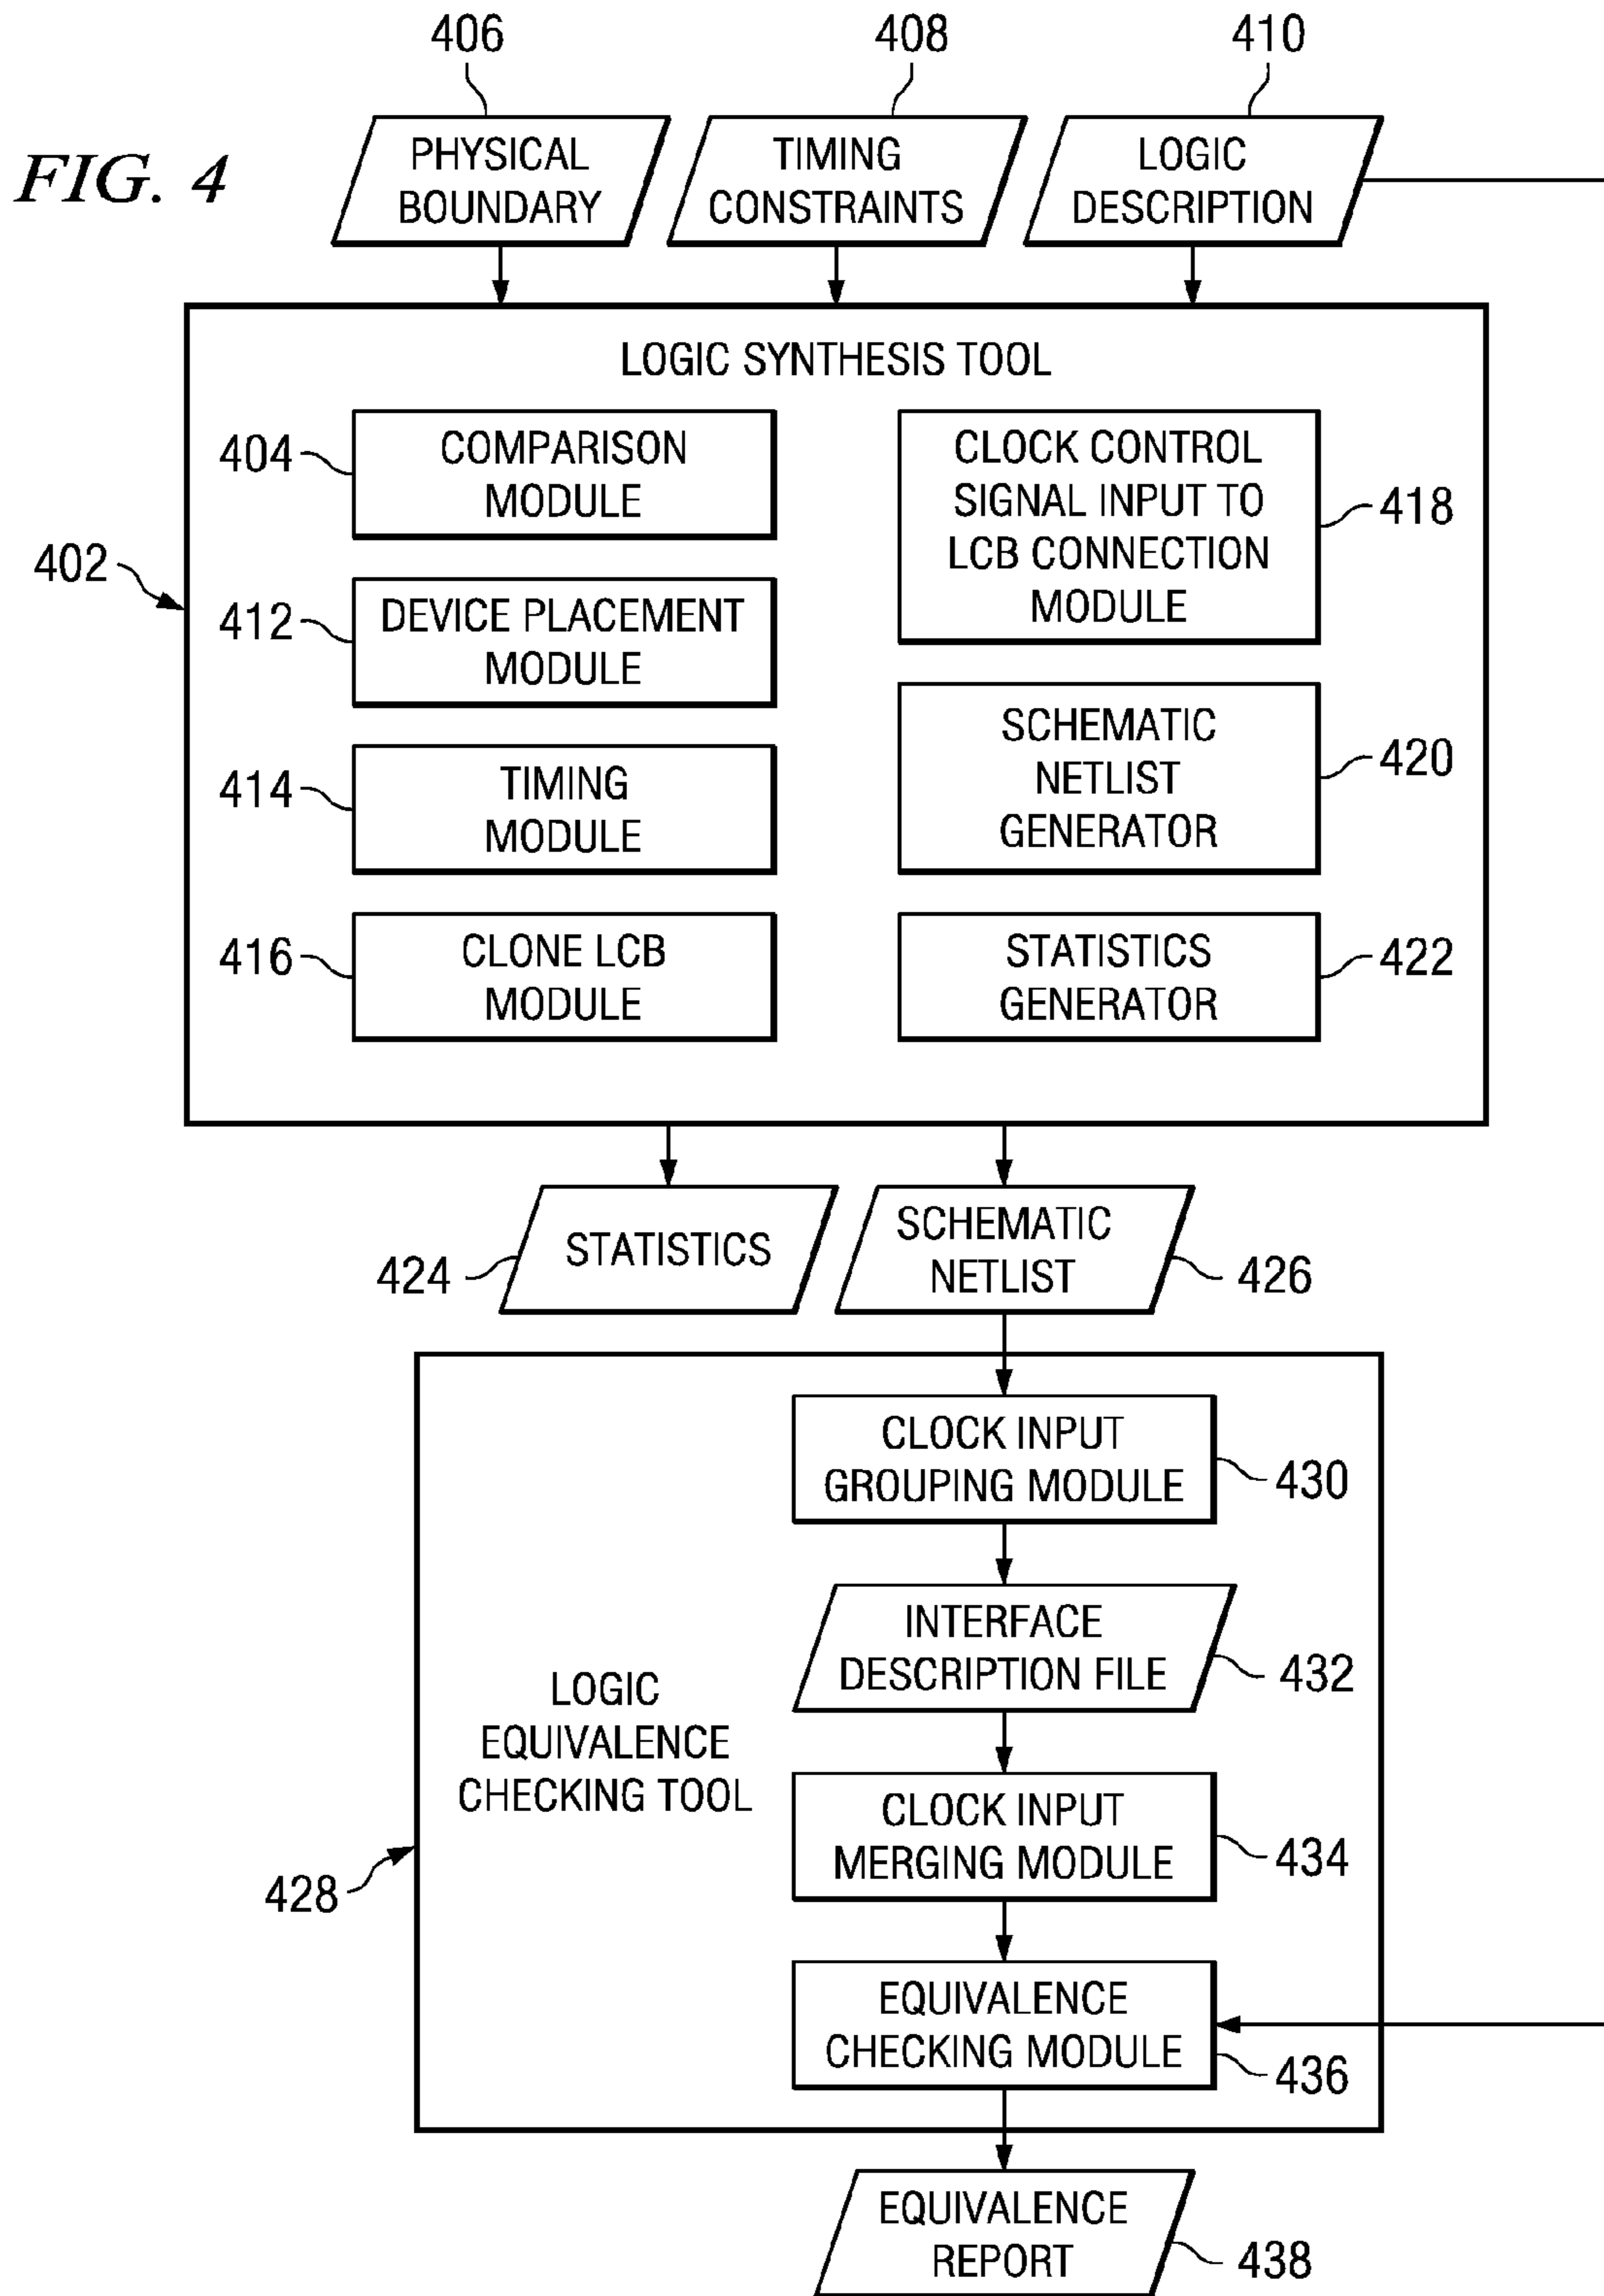 406
408
410
FIG. 4
PHYSICAL
BOUNDARY
TIMING
CONSTRAINTS
LOGIC
DESCRIPTION
LOGIC SYNTHESIS TOOL
402
404
COMPARISON
MODULE
412
DEVICE PLACEMENT
MODULE
414
TIMING
MODULE
416
CLONE LCB
MODULE
CLOCK CONTROL
SIGNAL INPUT TO
LCB CONNECTION
MODULE
418
SCHEMATIC
NETLIST
GENERATOR
420
STATISTICS
GENERATOR
422
424
STATISTICS
SCHEMATIC
NETLIST
426
LOGIC
EQUIVALENCE
CHECKING TOOL
428
CLOCK INPUT
GROUPING MODULE
430
INTERFACE
DESCRIPTION FILE
432
CLOCK INPUT
MERGING MODULE
434
EQUIVALENCE
CHECKING MODULE
436
EQUIVALENCE
REPORT
438